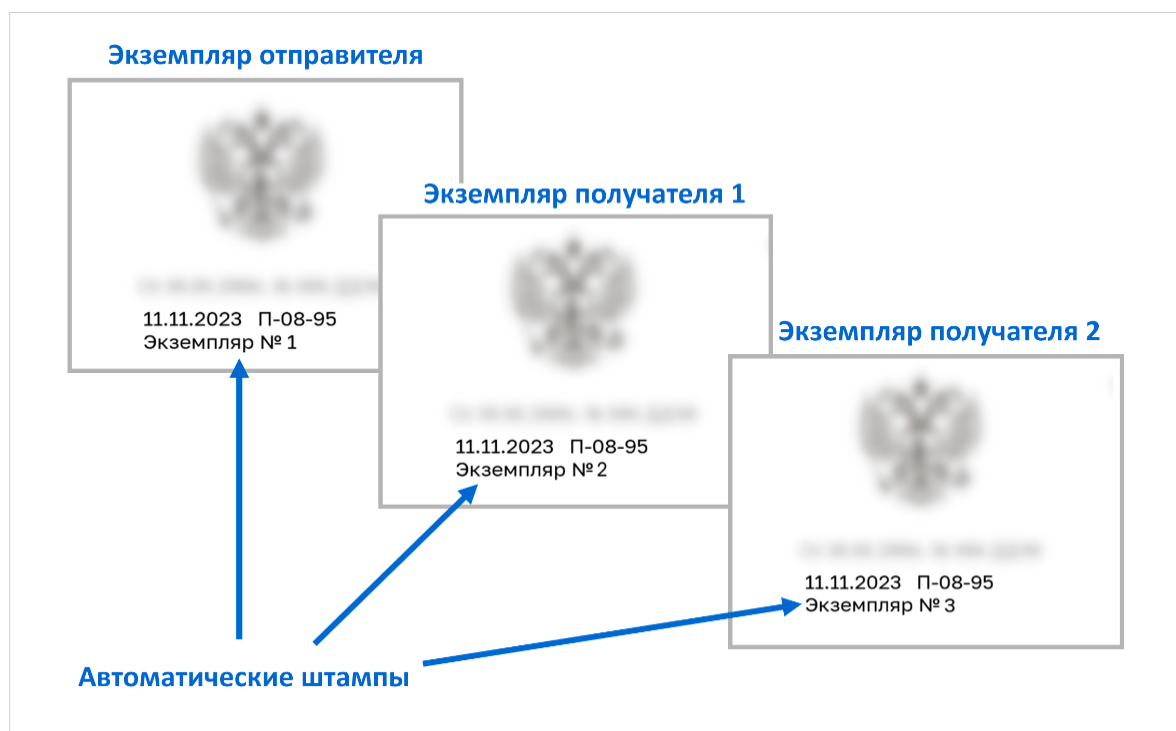 Экземпляр отправителя
11.11.2023 П-08-95
Экземпляр № 1
Экземпляр получателя 1
11.11.2023 П-08-95
Экземпляр № 2
Экземпляр получателя 2
11.11.2023 П-08-95
Экземпляр № 3
Автоматические штампы